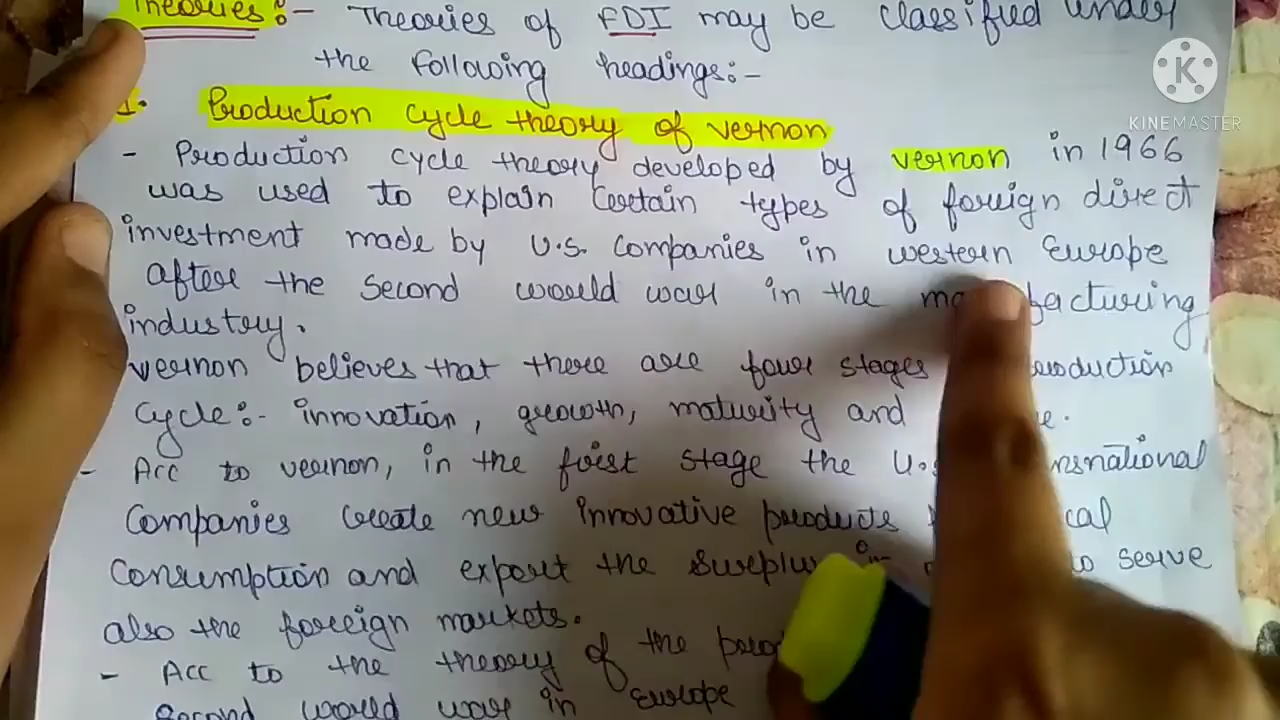 Theories:- Theories of FDI may be classified under
the following headings:-
1. Production cycle theory of vernon
- Production cycle theory developed by vernon in 1966
was used to explain certain types of foreign direct
investment made by U.S. Companies in western Europe
after the second world war in the manufacturing
industry.
vernon believes that there are four stages production
cycle:- innovation, growth, maturity and
- Acc to vernon, in the first stage the U.S
Companies create new innovative products
consumption and export the surplus to serve
also the foreign markets.
- Acc to the theory of the
second world war in Europe
KINEMASTER